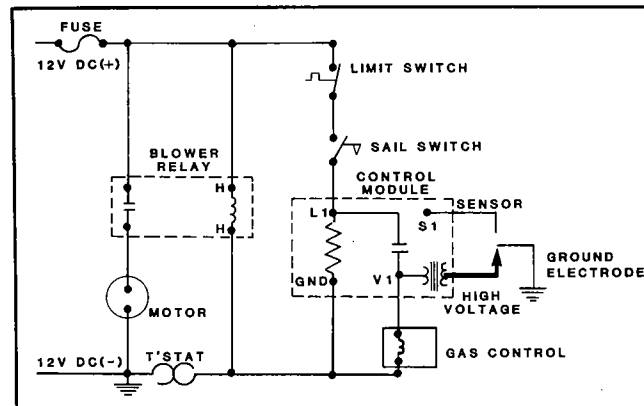 FUSE
12V DC(+)
LIMIT SWITCH
SAIL SWITCH
BLOWER
RELAY
CONTROL
MODULE
H
H
L1
S1
SENSOR
GND
V1
GROUND
ELECTRODE
HIGH
VOLTAGE
MOTOR
GAS CONTROL
12V DC(-)
T'STAT